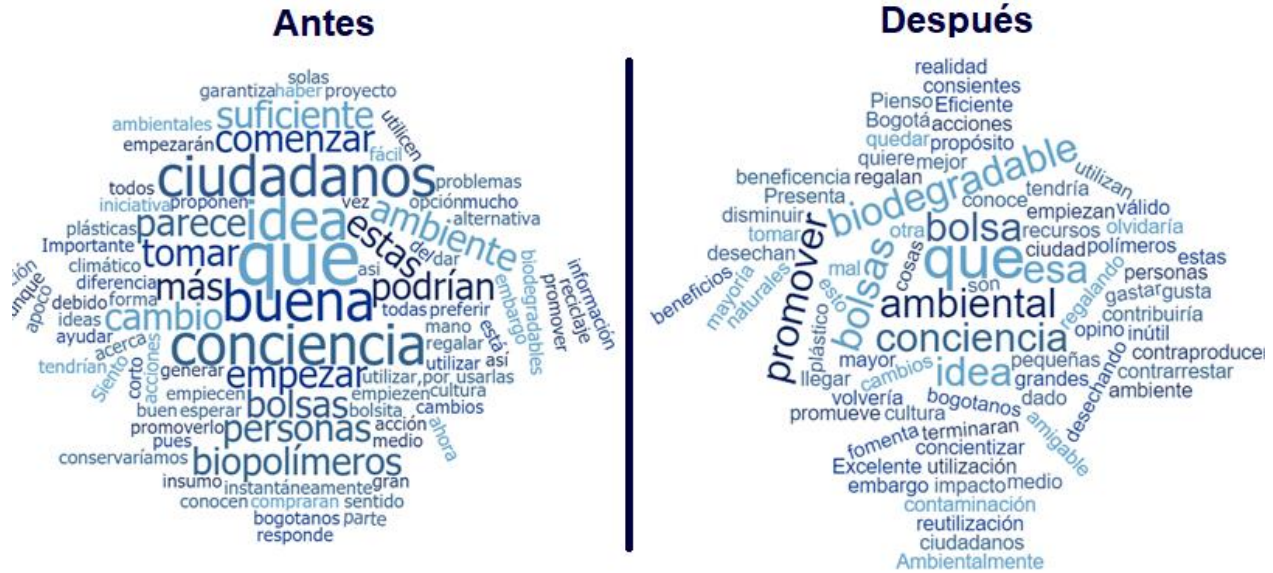 Antes
solas
garantiza haber proyecto
suficiente
utilicen
ambientales
comenzar
empezarán
fácil
ciudadanos
problemas
todos
proponen
vez
opción mucho
iniciativa
idea
ambiente
alternativa
plásticas
parece
estas
del dar
Importante
tomar
que
asi
biodegradables
climático
más
podrían
embargo
promover
reciclaje
información
diferencia
buena
apoco
debido forma
cambio
todas preferir
ideas
mano está
ayudar
acerca
conciencia
regalar
tendrían
Siento
corto
acciones
generar
empezar
utilizar así
utilizar,por usarlas
empiecen
bolsas
empiezen cultura
buen esperar
bolsita cambios
promoverlo
personas
acción
ahora
pues
medio
conservaríamos
biopolímeros
insumo
instantáneamente gran
conocen compraran sentido
bogotanos parte
responde
Después
realidad
consientes
Pienso Eficiente
Bogotá acciones
quedar propósito
quiere mejor
biodegradable
beneficencia regalan
utilizan
Presenta
conoce
tendría
disminuir
empiezan válido
tomar
otra
bolsa
recursos olvidaría
desechan
promover
bolsas
cosas
ciudad polímeros
beneficios
mayoria
naturales
mal
que
son
esa
estas
plástico
esto
ambiental
regalando
personas
gastar gusta
contribuiría
conciencia
opino inútil
mayor
cambios
pequeñas
contraproducen
llegar
idea
grandes
contrarrestar
volvería
dado
desechando
ambiente
promueve cultura
bogotanos
amigable
fomenta terminaran
concientizar
Excelente utilización
embargo impacto medio
contaminación
reutilización
ciudadanos
Ambientalmente